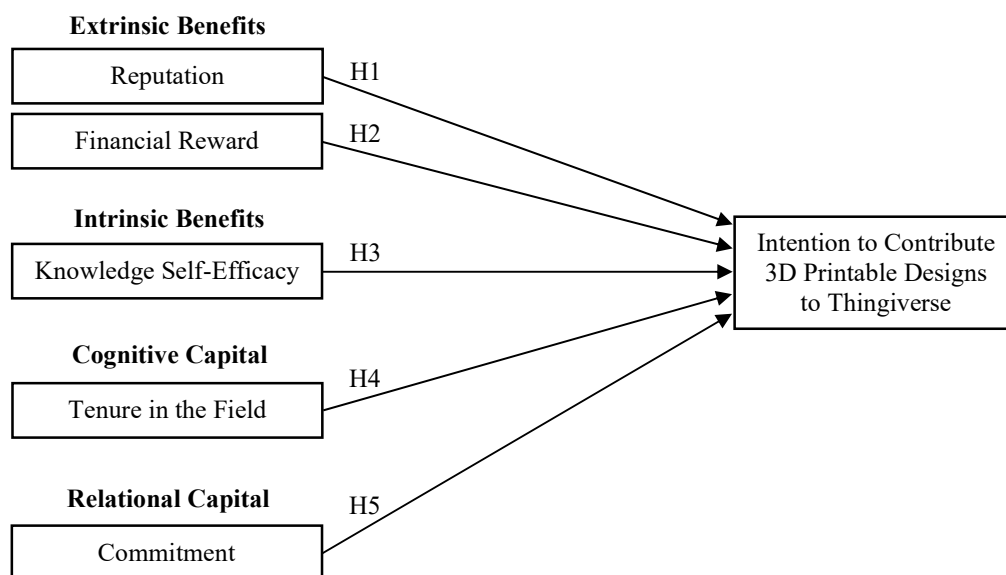 Extrinsic Benefits
Reputation
H1
Financial Reward
H2
Intrinsic Benefits
Knowledge Self-Efficacy
H3
Cognitive Capital
Tenure in the Field
H4
Relational Capital
Commitment
H5
Intention to Contribute
3D Printable Designs
to Thingiverse